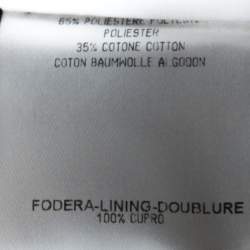 65% POLIESTERE POLYESTER
POLIESTER
35% COTONE COTTON
COTON BAUMWOLLE ALGODON
FODERA-LINING-DOUBLURE
100% CUPRO